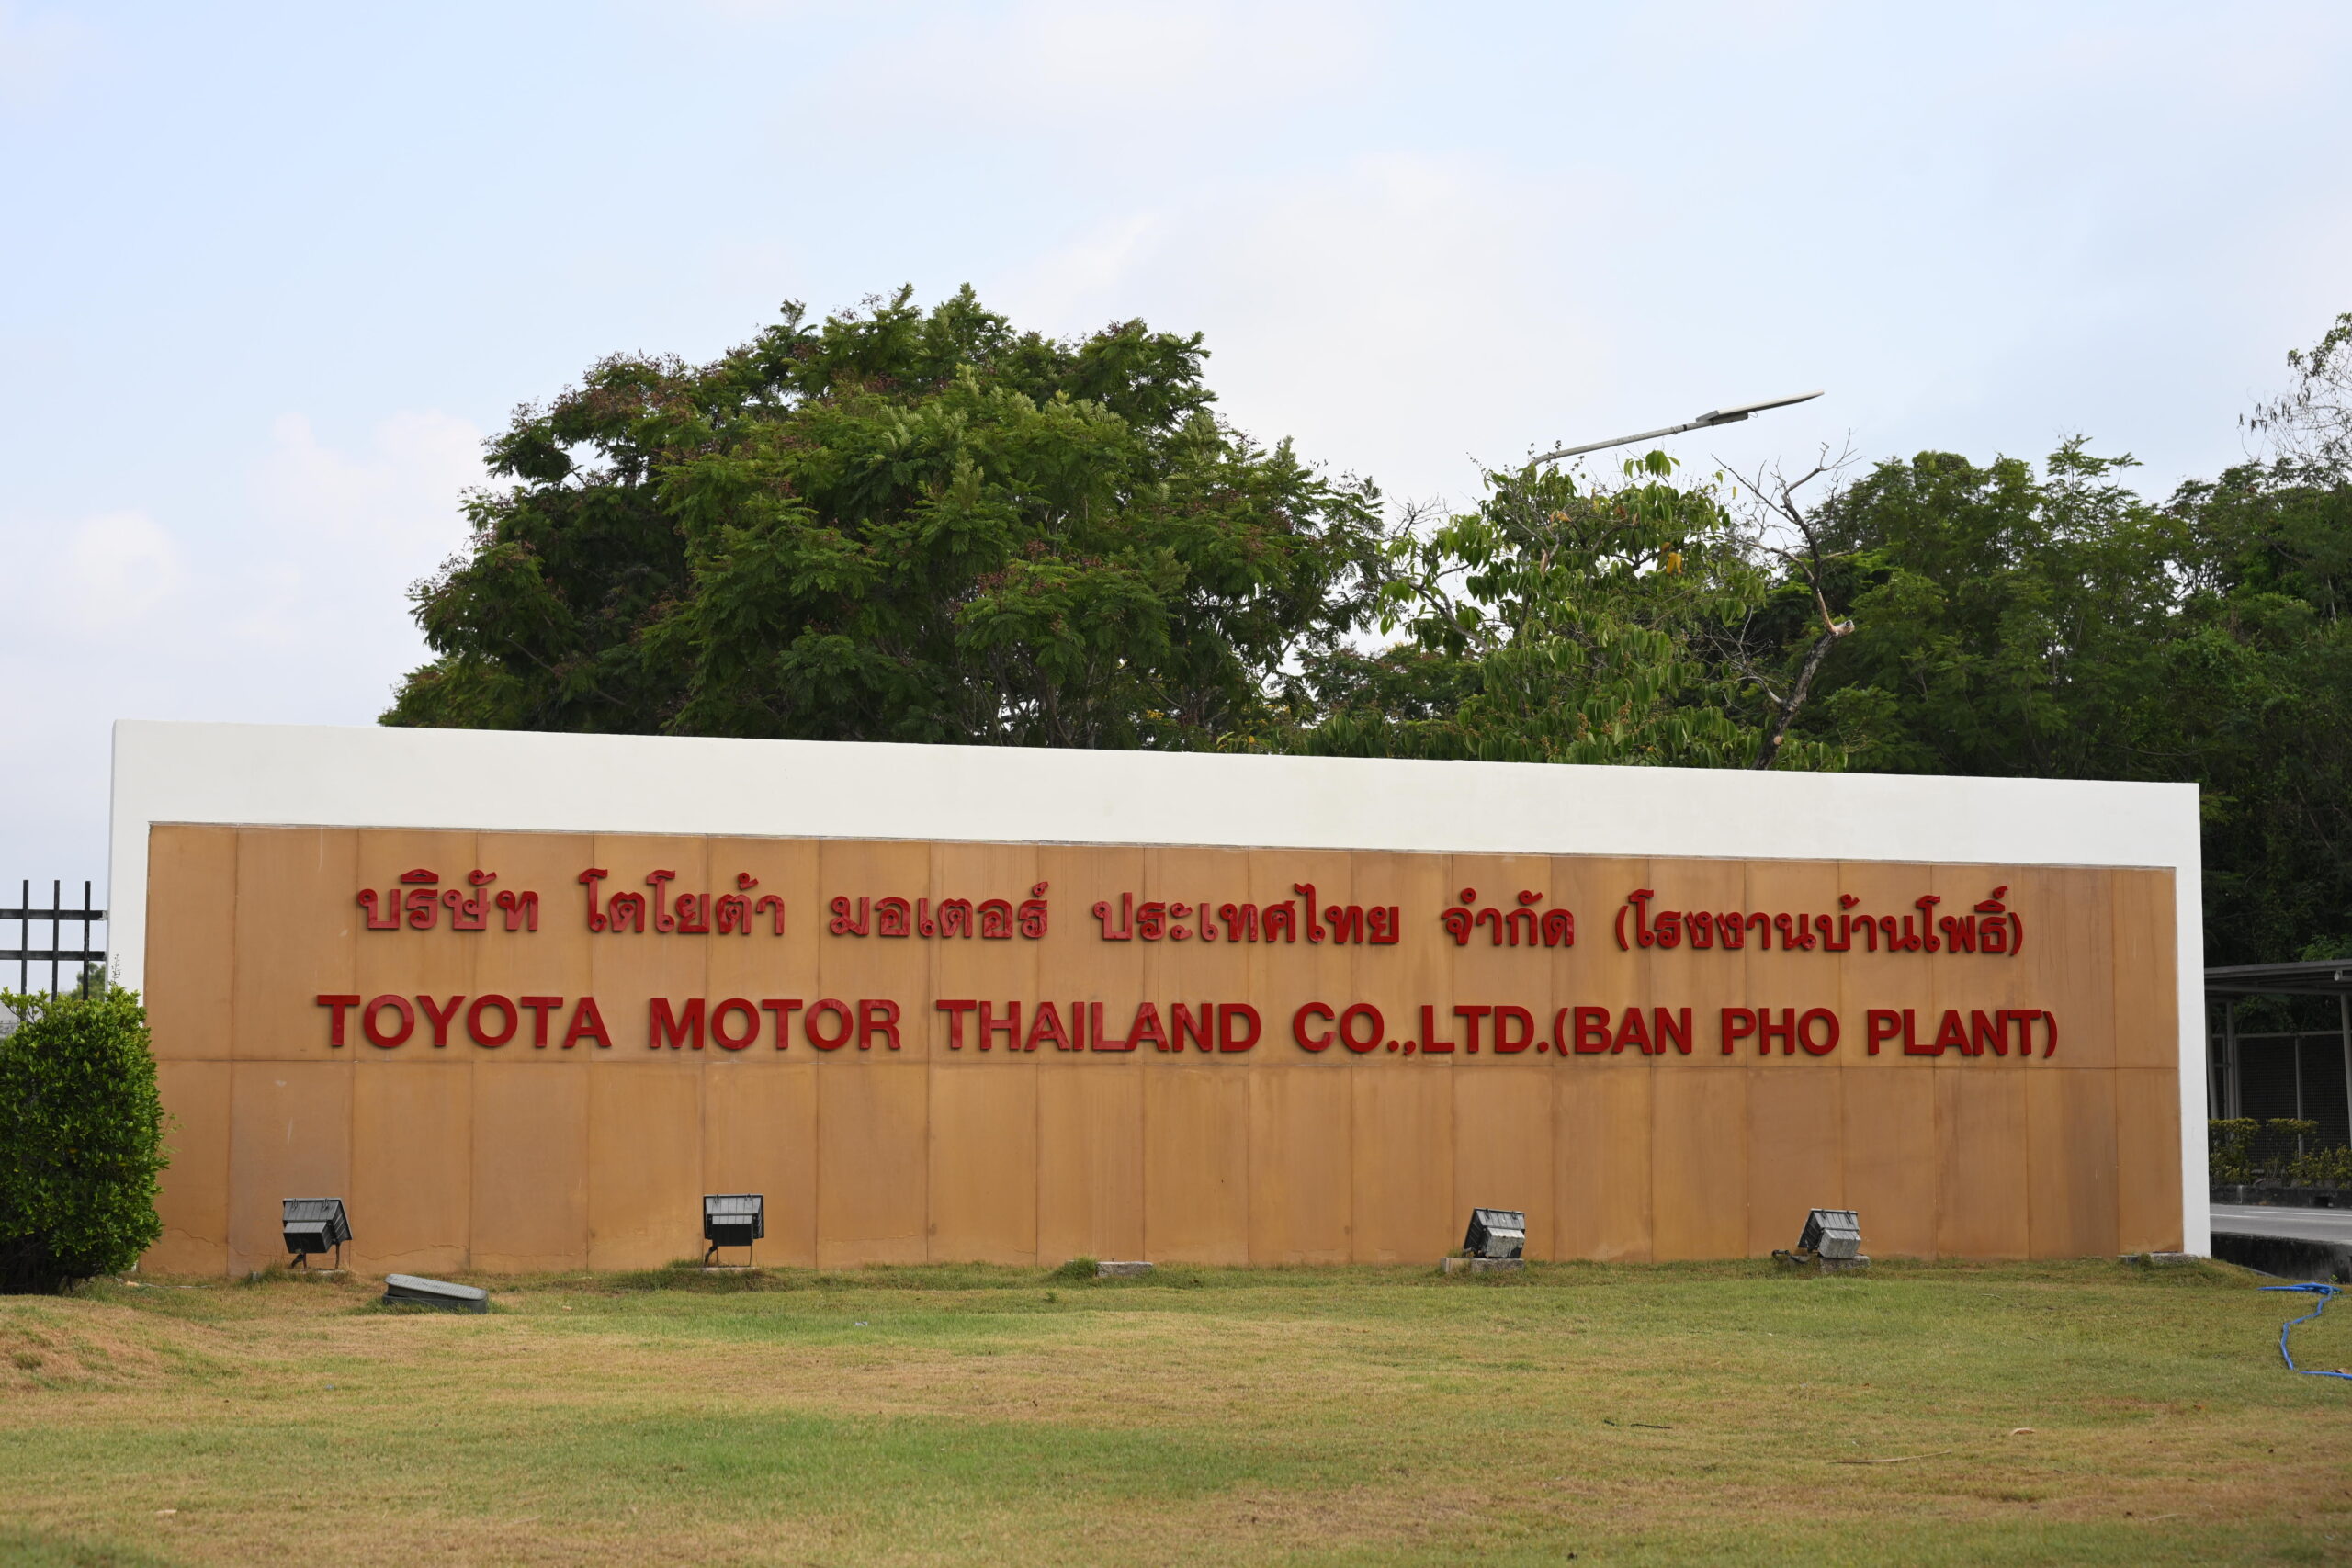 บริษัท โตโยต้า มอเตอร์ ประเทศไทย จำกัด (โรงงานบ้านโพธิ์)
TOYOTA MOTOR THAILAND CO.,LTD.(BAN PHO PLANT)